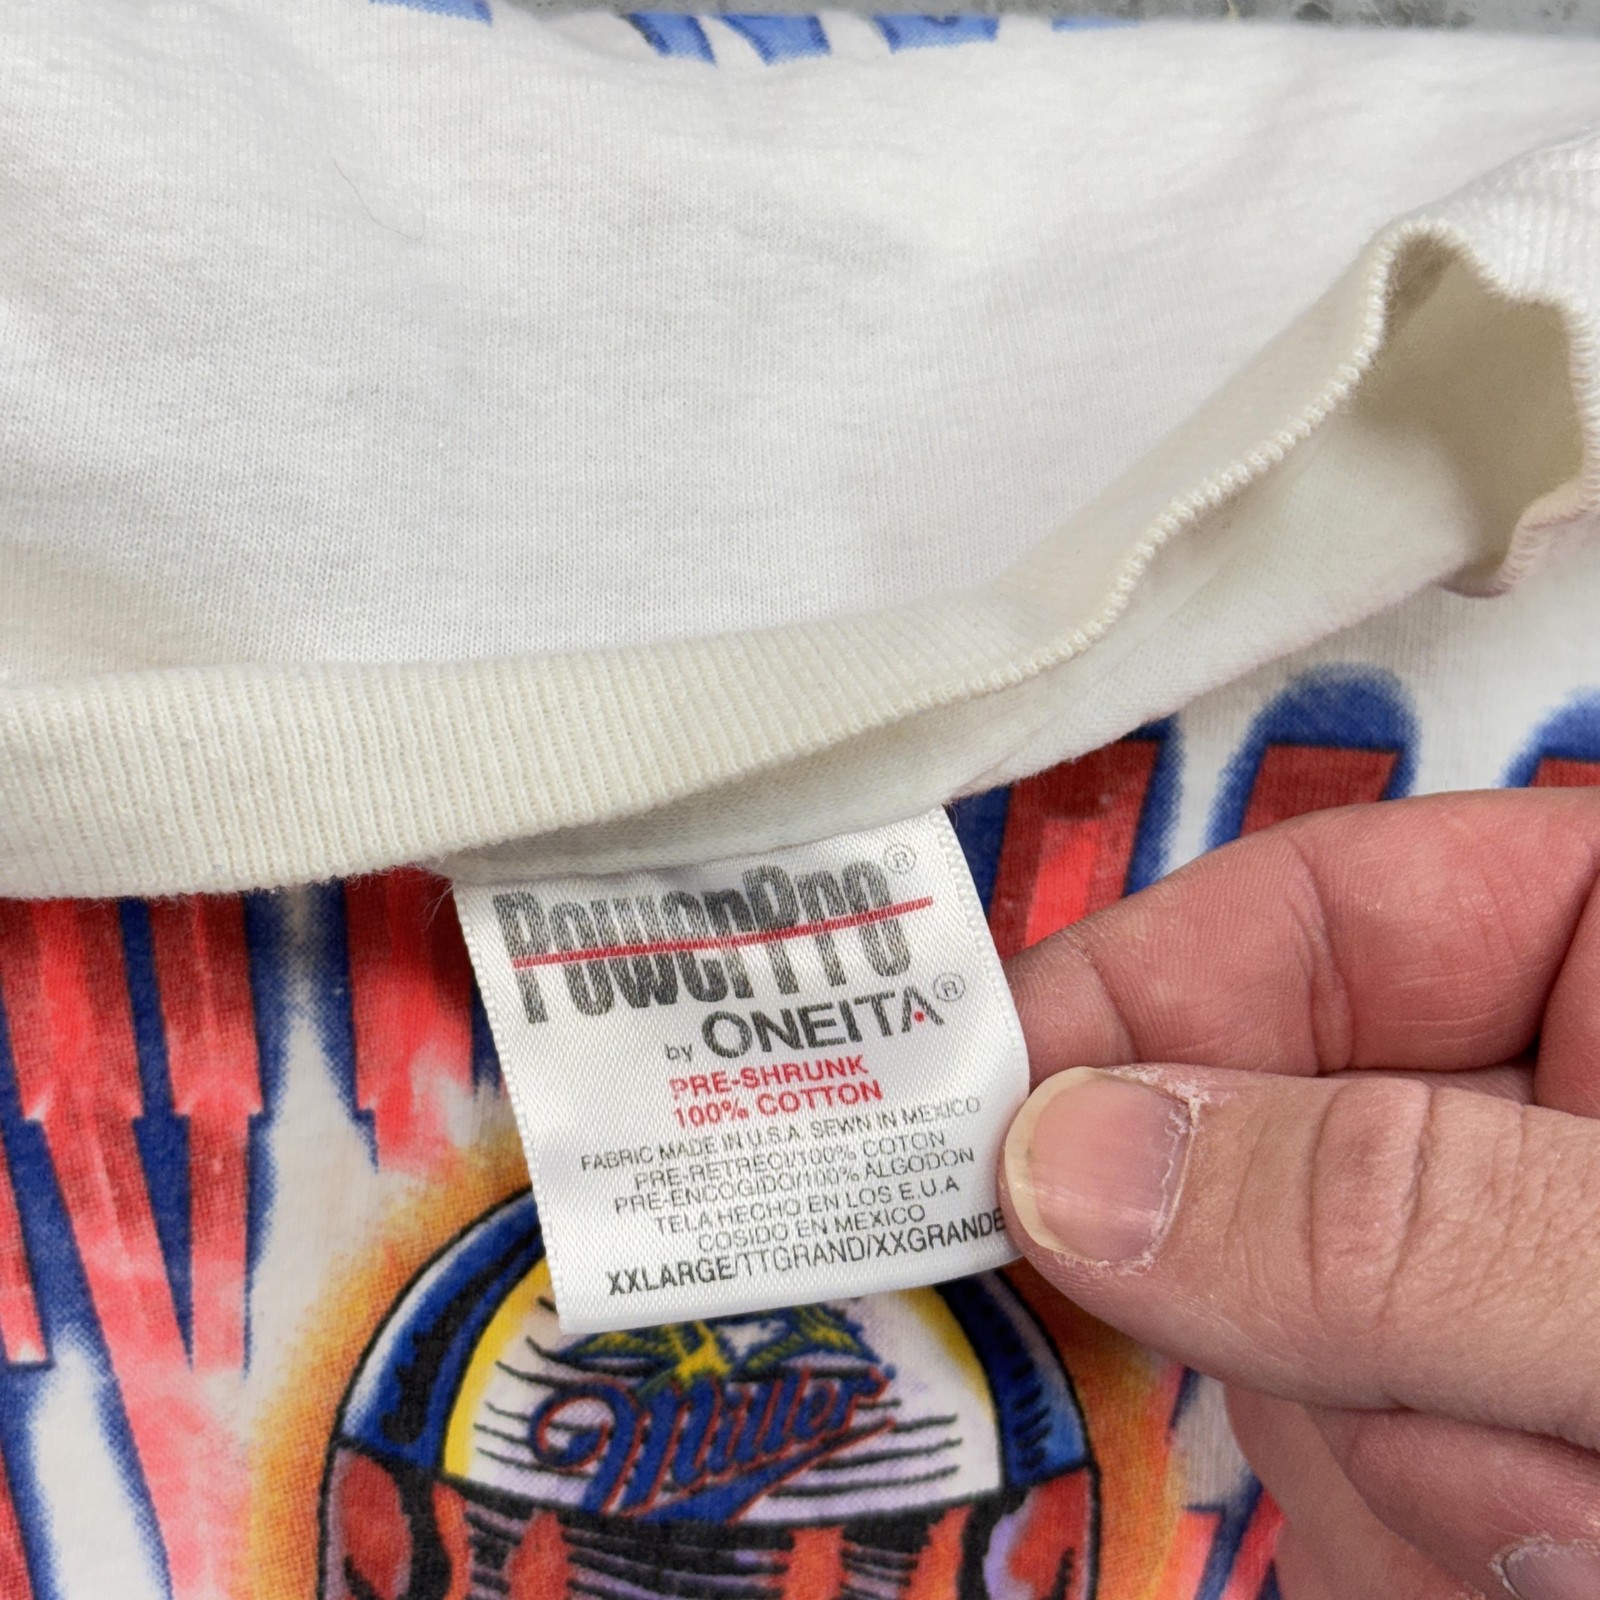 PowerPro®
by ONEITA®
PRE-SHRUNK
100% COTTON
FABRIC MADE IN U.S.A. SEWN IN MEXICO
PRE-RETRECI/100% COTON
PRE-ENCOGIDO/100% ALGODON
TELA HECHO EN LOS E.U.A
COSIDO EN MEXICO
XXLARGE/TTGRAND/XXGRANDE
Miller